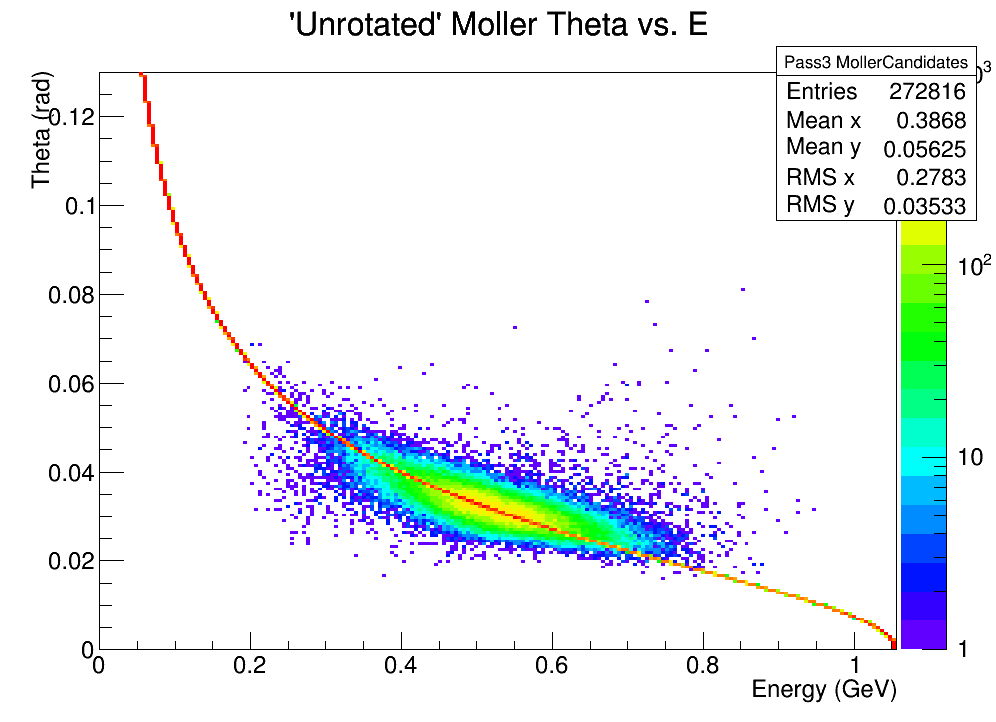 'Unrotated' Moller Theta vs. E
Pass3 MollerCandidates
Entries 272816
Mean x 0.3868
Mean y 0.05625
RMS x 0.2783
RMS y 0.03533
Theta (rad)
0.12
0.1
0.08
0.06
0.04
0.02
0
0 0.2 0.4 0.6 0.8 1
Energy (GeV)
3
10²
10
1